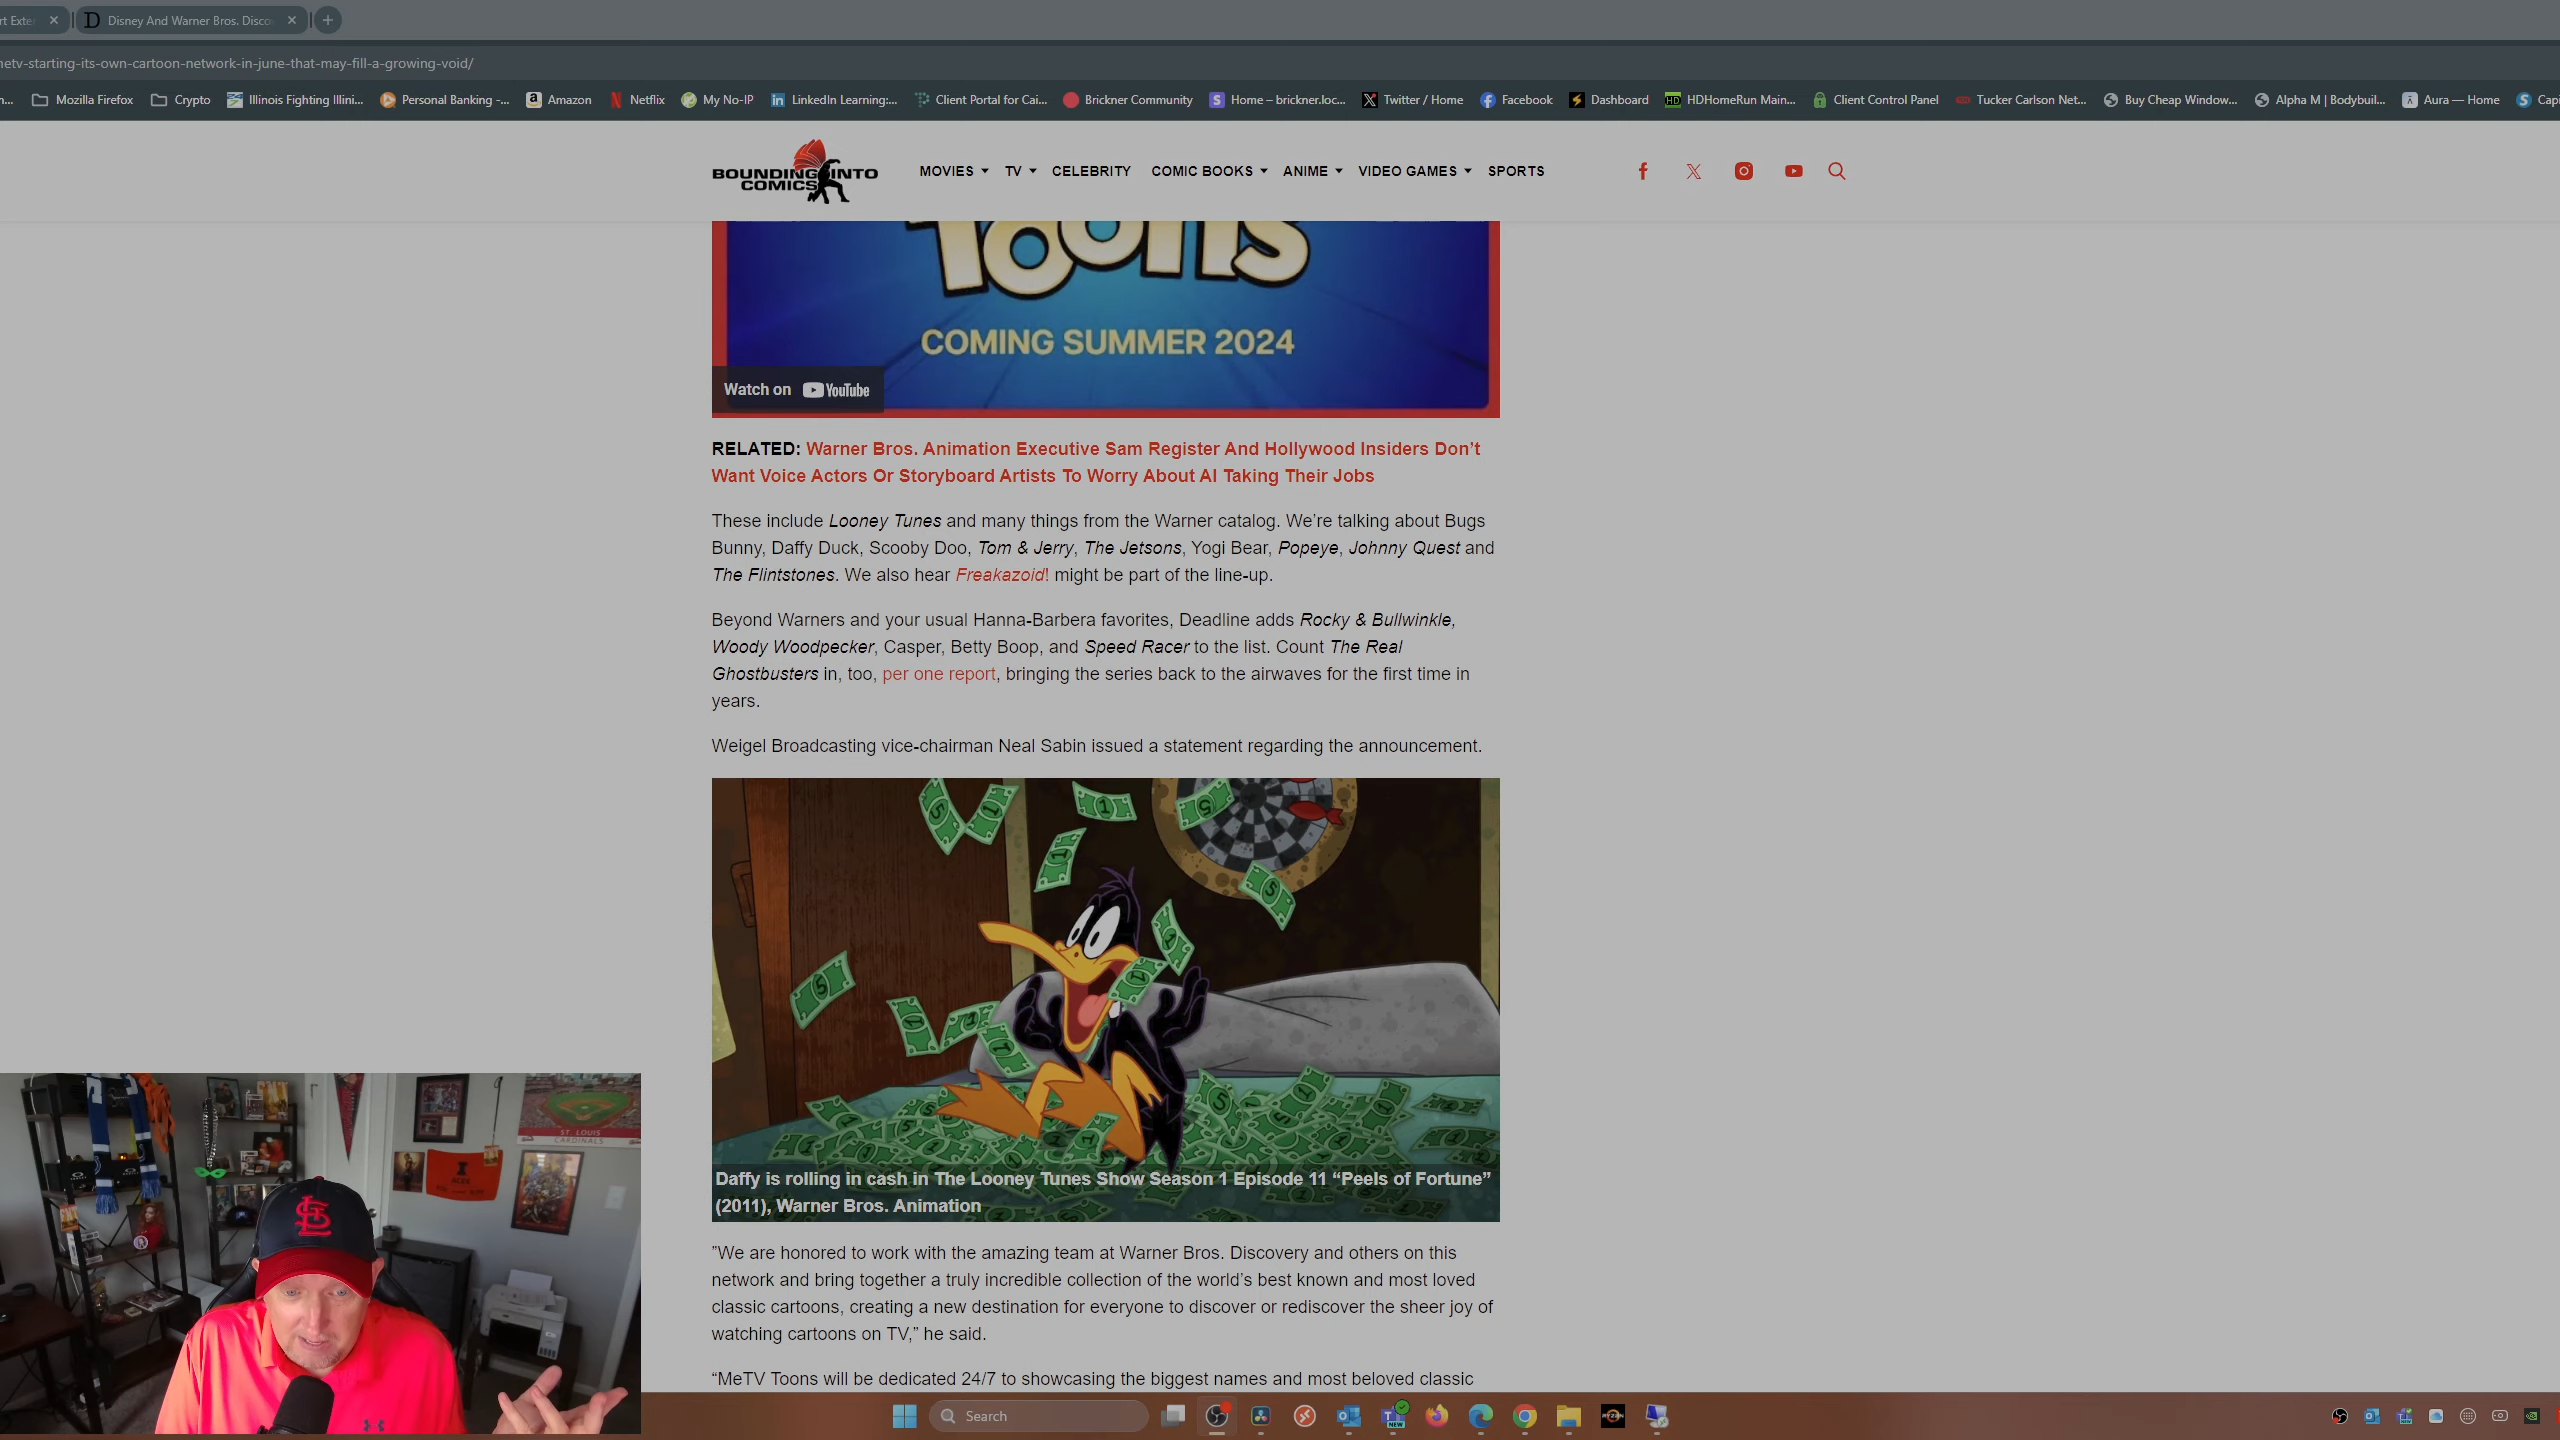 rt Exte
Disney And Warner Bros. Disco
netv-starting-its-own-cartoon-network-in-june-that-may-fill-a-growing-void/
n...
Mozilla Firefox
Crypto
Illinois Fighting Illini...
Personal Banking -...
Amazon
Netflix
My No-IP
LinkedIn Learning:...
Client Portal for Cai...
Brickner Community
Home – brickner.loc...
Twitter / Home
Facebook
Dashboard
HDHomeRun Main...
Client Control Panel
Tucker Carlson Net...
Buy Cheap Window...
Alpha M | Bodybuil...
Aura — Home
Capi
BOUNDING INTO
COMICS
MOVIES
TV
CELEBRITY
COMIC BOOKS
ANIME
VIDEO GAMES
SPORTS
Toons
COMING SUMMER 2024
Watch on YouTube
RELATED: Warner Bros. Animation Executive Sam Register And Hollywood Insiders Don’t
Want Voice Actors Or Storyboard Artists To Worry About AI Taking Their Jobs
These include Looney Tunes and many things from the Warner catalog. We’re talking about Bugs
Bunny, Daffy Duck, Scooby Doo, Tom & Jerry, The Jetsons, Yogi Bear, Popeye, Johnny Quest and
The Flintstones. We also hear Freakazoid! might be part of the line-up.
Beyond Warners and your usual Hanna-Barbera favorites, Deadline adds Rocky & Bullwinkle,
Woody Woodpecker, Casper, Betty Boop, and Speed Racer to the list. Count The Real
Ghostbusters in, too, per one report, bringing the series back to the airwaves for the first time in
years.
Weigel Broadcasting vice-chairman Neal Sabin issued a statement regarding the announcement.
Daffy is rolling in cash in The Looney Tunes Show Season 1 Episode 11 “Peels of Fortune”
(2011), Warner Bros. Animation
”We are honored to work with the amazing team at Warner Bros. Discovery and others on this
network and bring together a truly incredible collection of the world’s best known and most loved
classic cartoons, creating a new destination for everyone to discover or rediscover the sheer joy of
watching cartoons on TV,” he said.
“MeTV Toons will be dedicated 24/7 to showcasing the biggest names and most beloved classic
ST. LOUIS
CARDINALS
StL
Search
NEW
RYZEN